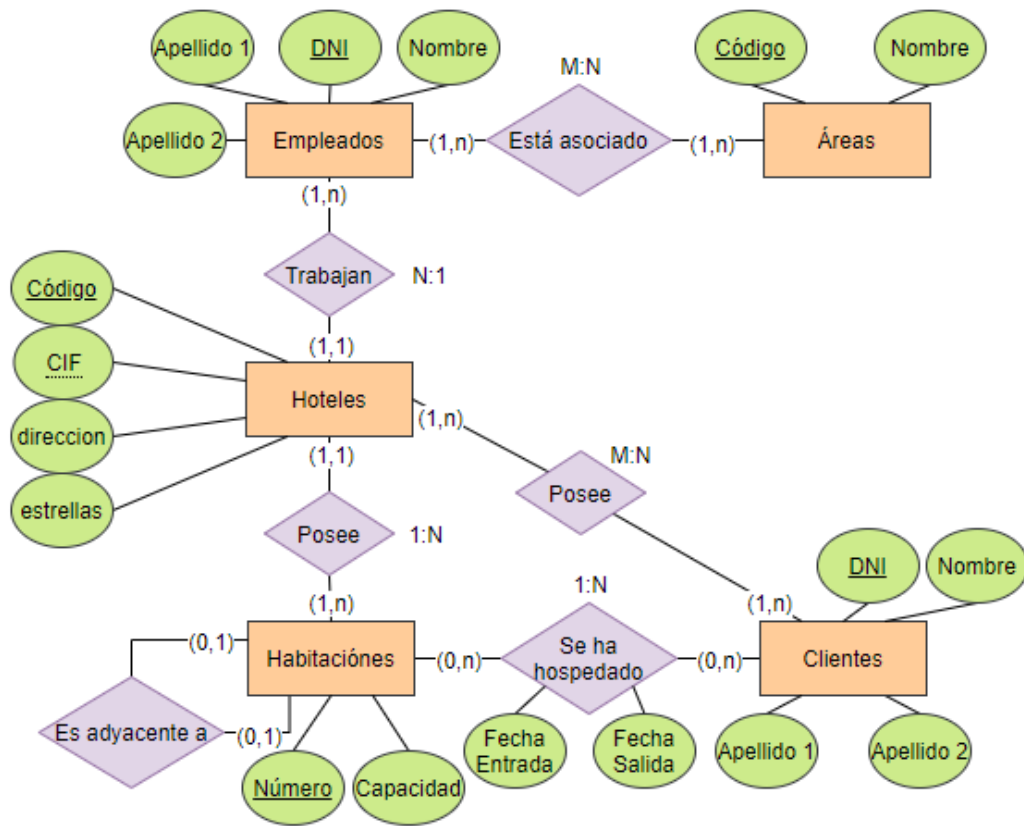 Apellido 1
DNI
Nombre
Código
Nombre
M:N
Apellido 2
Empleados
(1,n)
Está asociado
(1,n)
Áreas
(1,n)
Trabajan
N:1
Código
(1,1)
CIF
Hoteles
(1,n)
direccion
(1,1)
M:N
estrellas
Posee
Posee
1:N
DNI
Nombre
1:N
(1,n)
(1,n)
(0,1)
Habitaciónes
(0,n)
Se ha
hospedado
(0,n)
Clientes
Es adyacente a
(0,1)
Fecha
Entrada
Fecha
Salida
Apellido 1
Apellido 2
Número
Capacidad